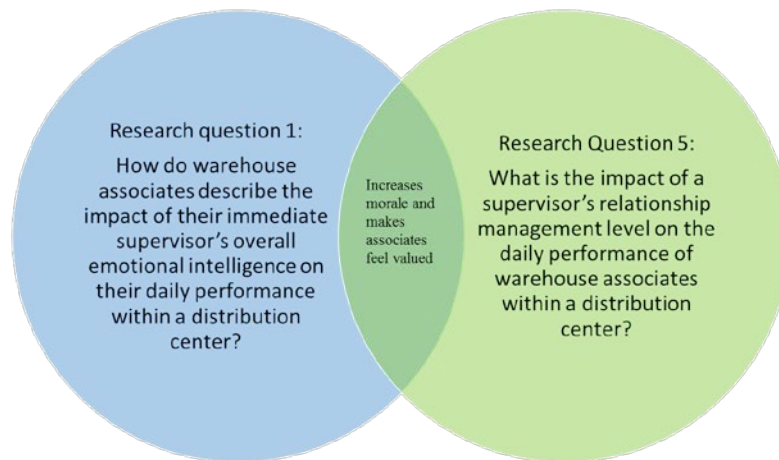 Research question 1:
How do warehouse
associates describe the
impact of their immediate
supervisor's overall
emotional intelligence on
their daily performance
within a distribution
center?
Increases
morale and
makes
associates
feel valued
Research Question 5:
What is the impact of a
supervisor's relationship
management level on the
daily performance of
warehouse associates
within a distribution
center?